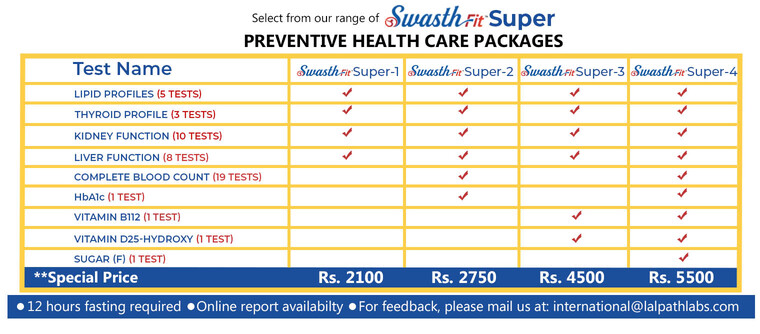 Select from our range of SwasthFit Super
PREVENTIVE HEALTH CARE PACKAGES
Test Name SwasthFit Super-1 SwasthFit Super-2 SwasthFit Super-3 SwasthFit Super-4
LIPID PROFILES (5 TESTS) ✓ ✓ ✓ ✓
THYROID PROFILE (3 TESTS) ✓ ✓ ✓ ✓
KIDNEY FUNCTION (10 TESTS) ✓ ✓ ✓ ✓
LIVER FUNCTION (8 TESTS) ✓ ✓ ✓ ✓
COMPLETE BLOOD COUNT (19 TESTS) ✓ ✓
HbA1c (1 TEST) ✓ ✓
VITAMIN B112 (1 TEST) ✓ ✓
VITAMIN D25-HYDROXY (1 TEST) ✓ ✓
SUGAR (F) (1 TEST) ✓
**Special Price Rs. 2100 Rs. 2750 Rs. 4500 Rs. 5500
● 12 hours fasting required ● Online report availabilty ● For feedback, please mail us at: international@lalpathlabs.com